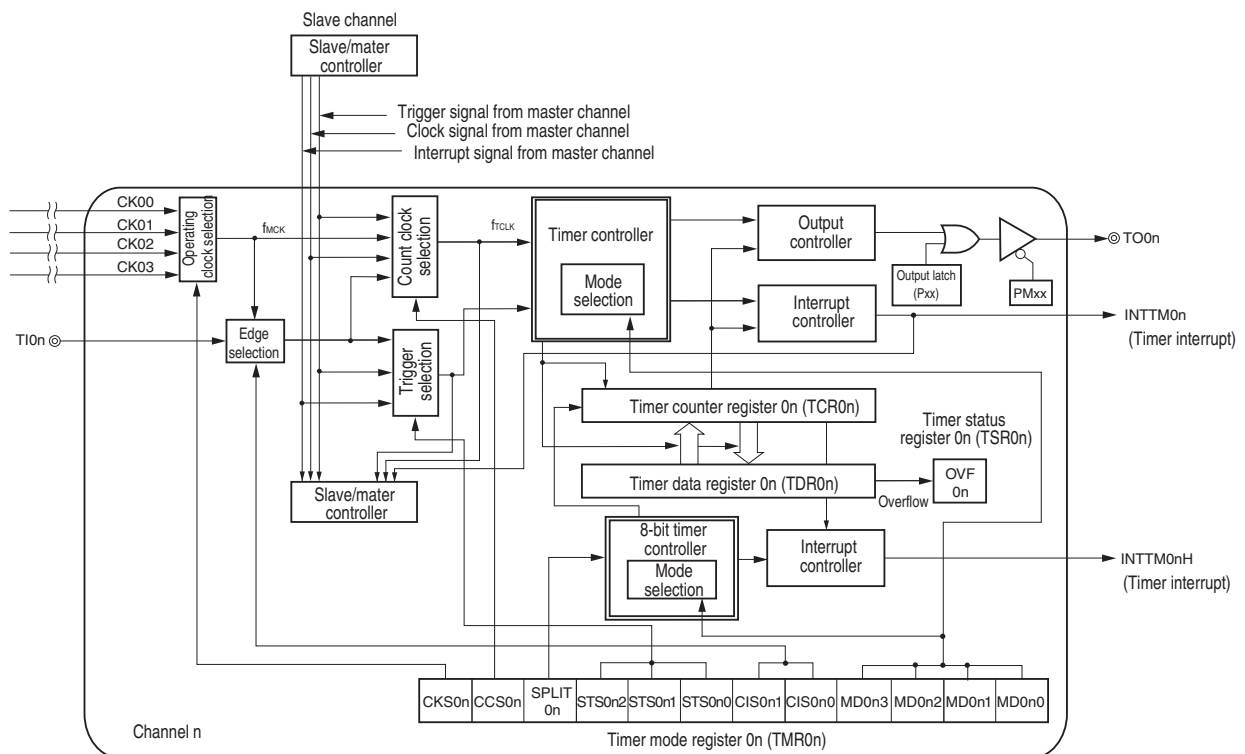 Slave channel
Slave/mater
controller
Trigger signal from master channel
Clock signal from master channel
Interrupt signal from master channel
CK00
CK01
CK02
CK03
Operating
clock selection
fMCK
Count clock
selection
fTCLK
Timer controller
Mode
selection
Output
controller
Output latch
(Pxx)
PMxx
TO0n
Interrupt
controller
INTTM0n
(Timer interrupt)
TI0n
Edge
selection
Trigger
selection
Timer counter register 0n (TCR0n)
Timer status
register 0n (TSR0n)
Timer data register 0n (TDR0n)
Overflow
OVF
0n
Slave/mater
controller
8-bit timer
controller
Mode
selection
Interrupt
controller
INTTM0nH
(Timer interrupt)
CKS0n
CCS0n
SPLIT
0n
STS0n2
STS0n1
STS0n0
CIS0n1
CIS0n0
MD0n3
MD0n2
MD0n1
MD0n0
Channel n
Timer mode register 0n (TMR0n)